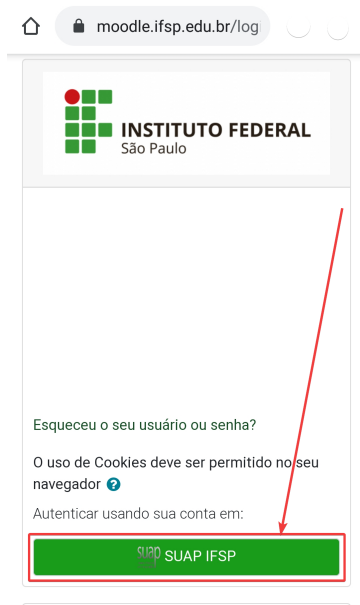 moodle.ifsp.edu.br/logi
INSTITUTO FEDERAL
São Paulo
Esqueceu o seu usuário ou senha?
O uso de Cookies deve ser permitido no seu
navegador ?
Autenticar usando sua conta em:
suap SUAP IFSP